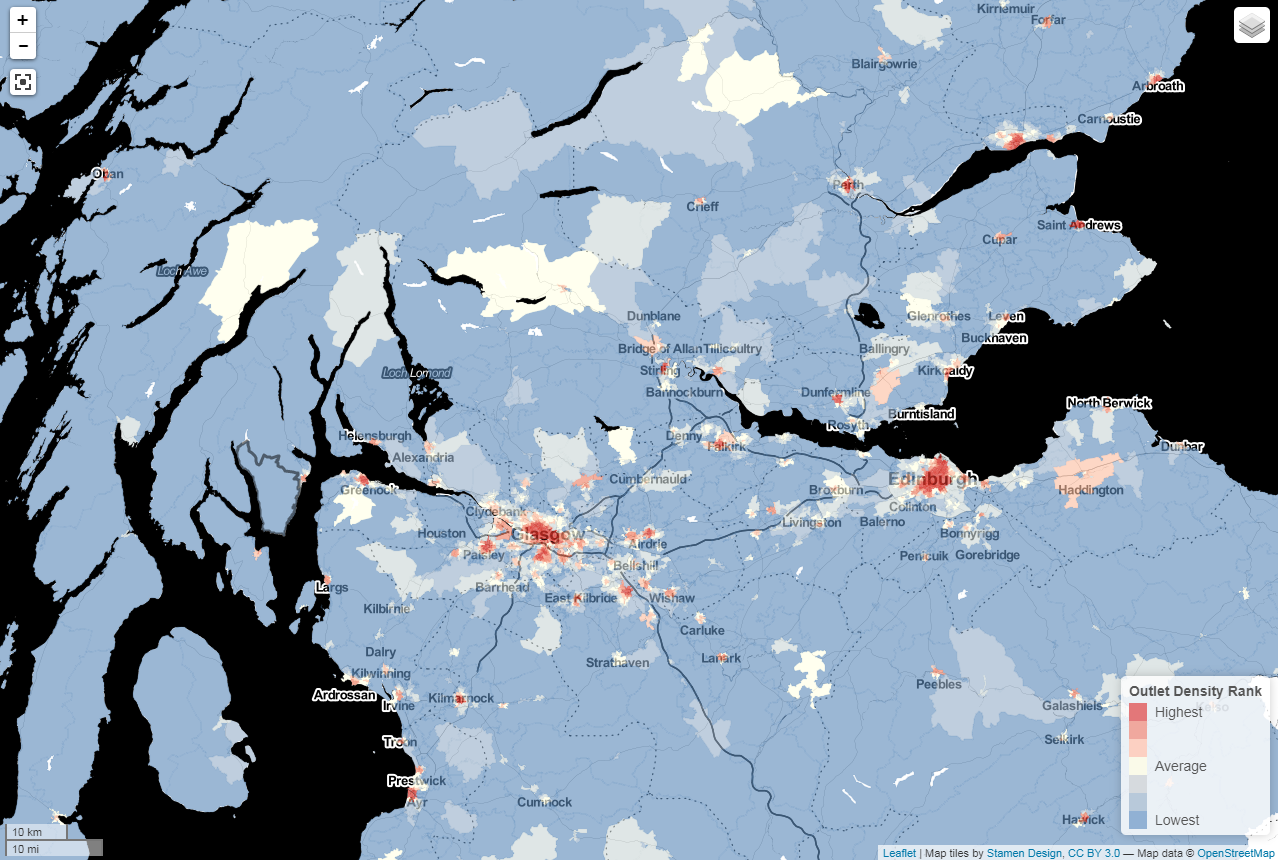 +
Kirriemuir
Forfar
−
Blairgowrie
Arbroath
Carnoustie
Oban
Perth
Crieff
Saint Andrews
Cupar
Loch Awe
Dunblane
Glenrothes
Leven
Buckhaven
Bridge of Allan
Tillicoultry
Ballingry
Stirling
Kirkcaldy
Loch Lomond
Bannockburn
Dunfermline
North Berwick
Burntisland
Rosyth
Helensburgh
Denny
Falkirk
Dunbar
Alexandria
Cumbernauld
Edinburgh
Greenock
Broxburn
Haddington
Clydebank
Colinton
Houston
Glasgow
Livingston
Balerno
Airdrie
Bonnyrigg
Paisley
Bellshill
Penicuik
Gorebridge
Largs
Barrhead
East Kilbride
Wishaw
Kilbirnie
Carluke
Dalry
Strathaven
Lanark
Kilwinning
Peebles
Ardrossan
Kilmarnock
Irvine
Galashiels
Kelso
Selkirk
Troon
Prestwick
Ayr
Cumnock
Hawick
Outlet Density Rank
Highest
Average
Lowest
10 km
10 mi
Leaflet | Map tiles by Stamen Design, CC BY 3.0 — Map data © OpenStreetMap